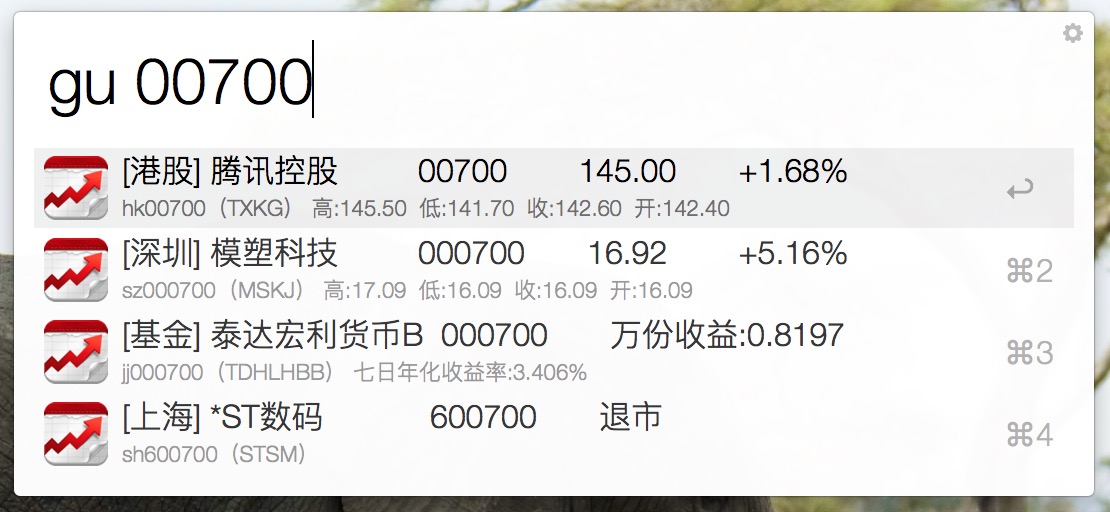 gu 00700
[港股] 腾讯控股 00700 145.00 +1.68%
hk00700（TXKG） 高:145.50 低:141.70 收:142.60 开:142.40
[深圳] 模塑科技 000700 16.92 +5.16%
sz000700（MSKJ） 高:17.09 低:16.09 收:16.09 开:16.09
⌘2
[基金] 泰达宏利货币B 000700 万份收益:0.8197
jj000700（TDHLHBB） 七日年化收益率:3.406%
⌘3
[上海] *ST数码 600700 退市
sh600700（STSM）
⌘4